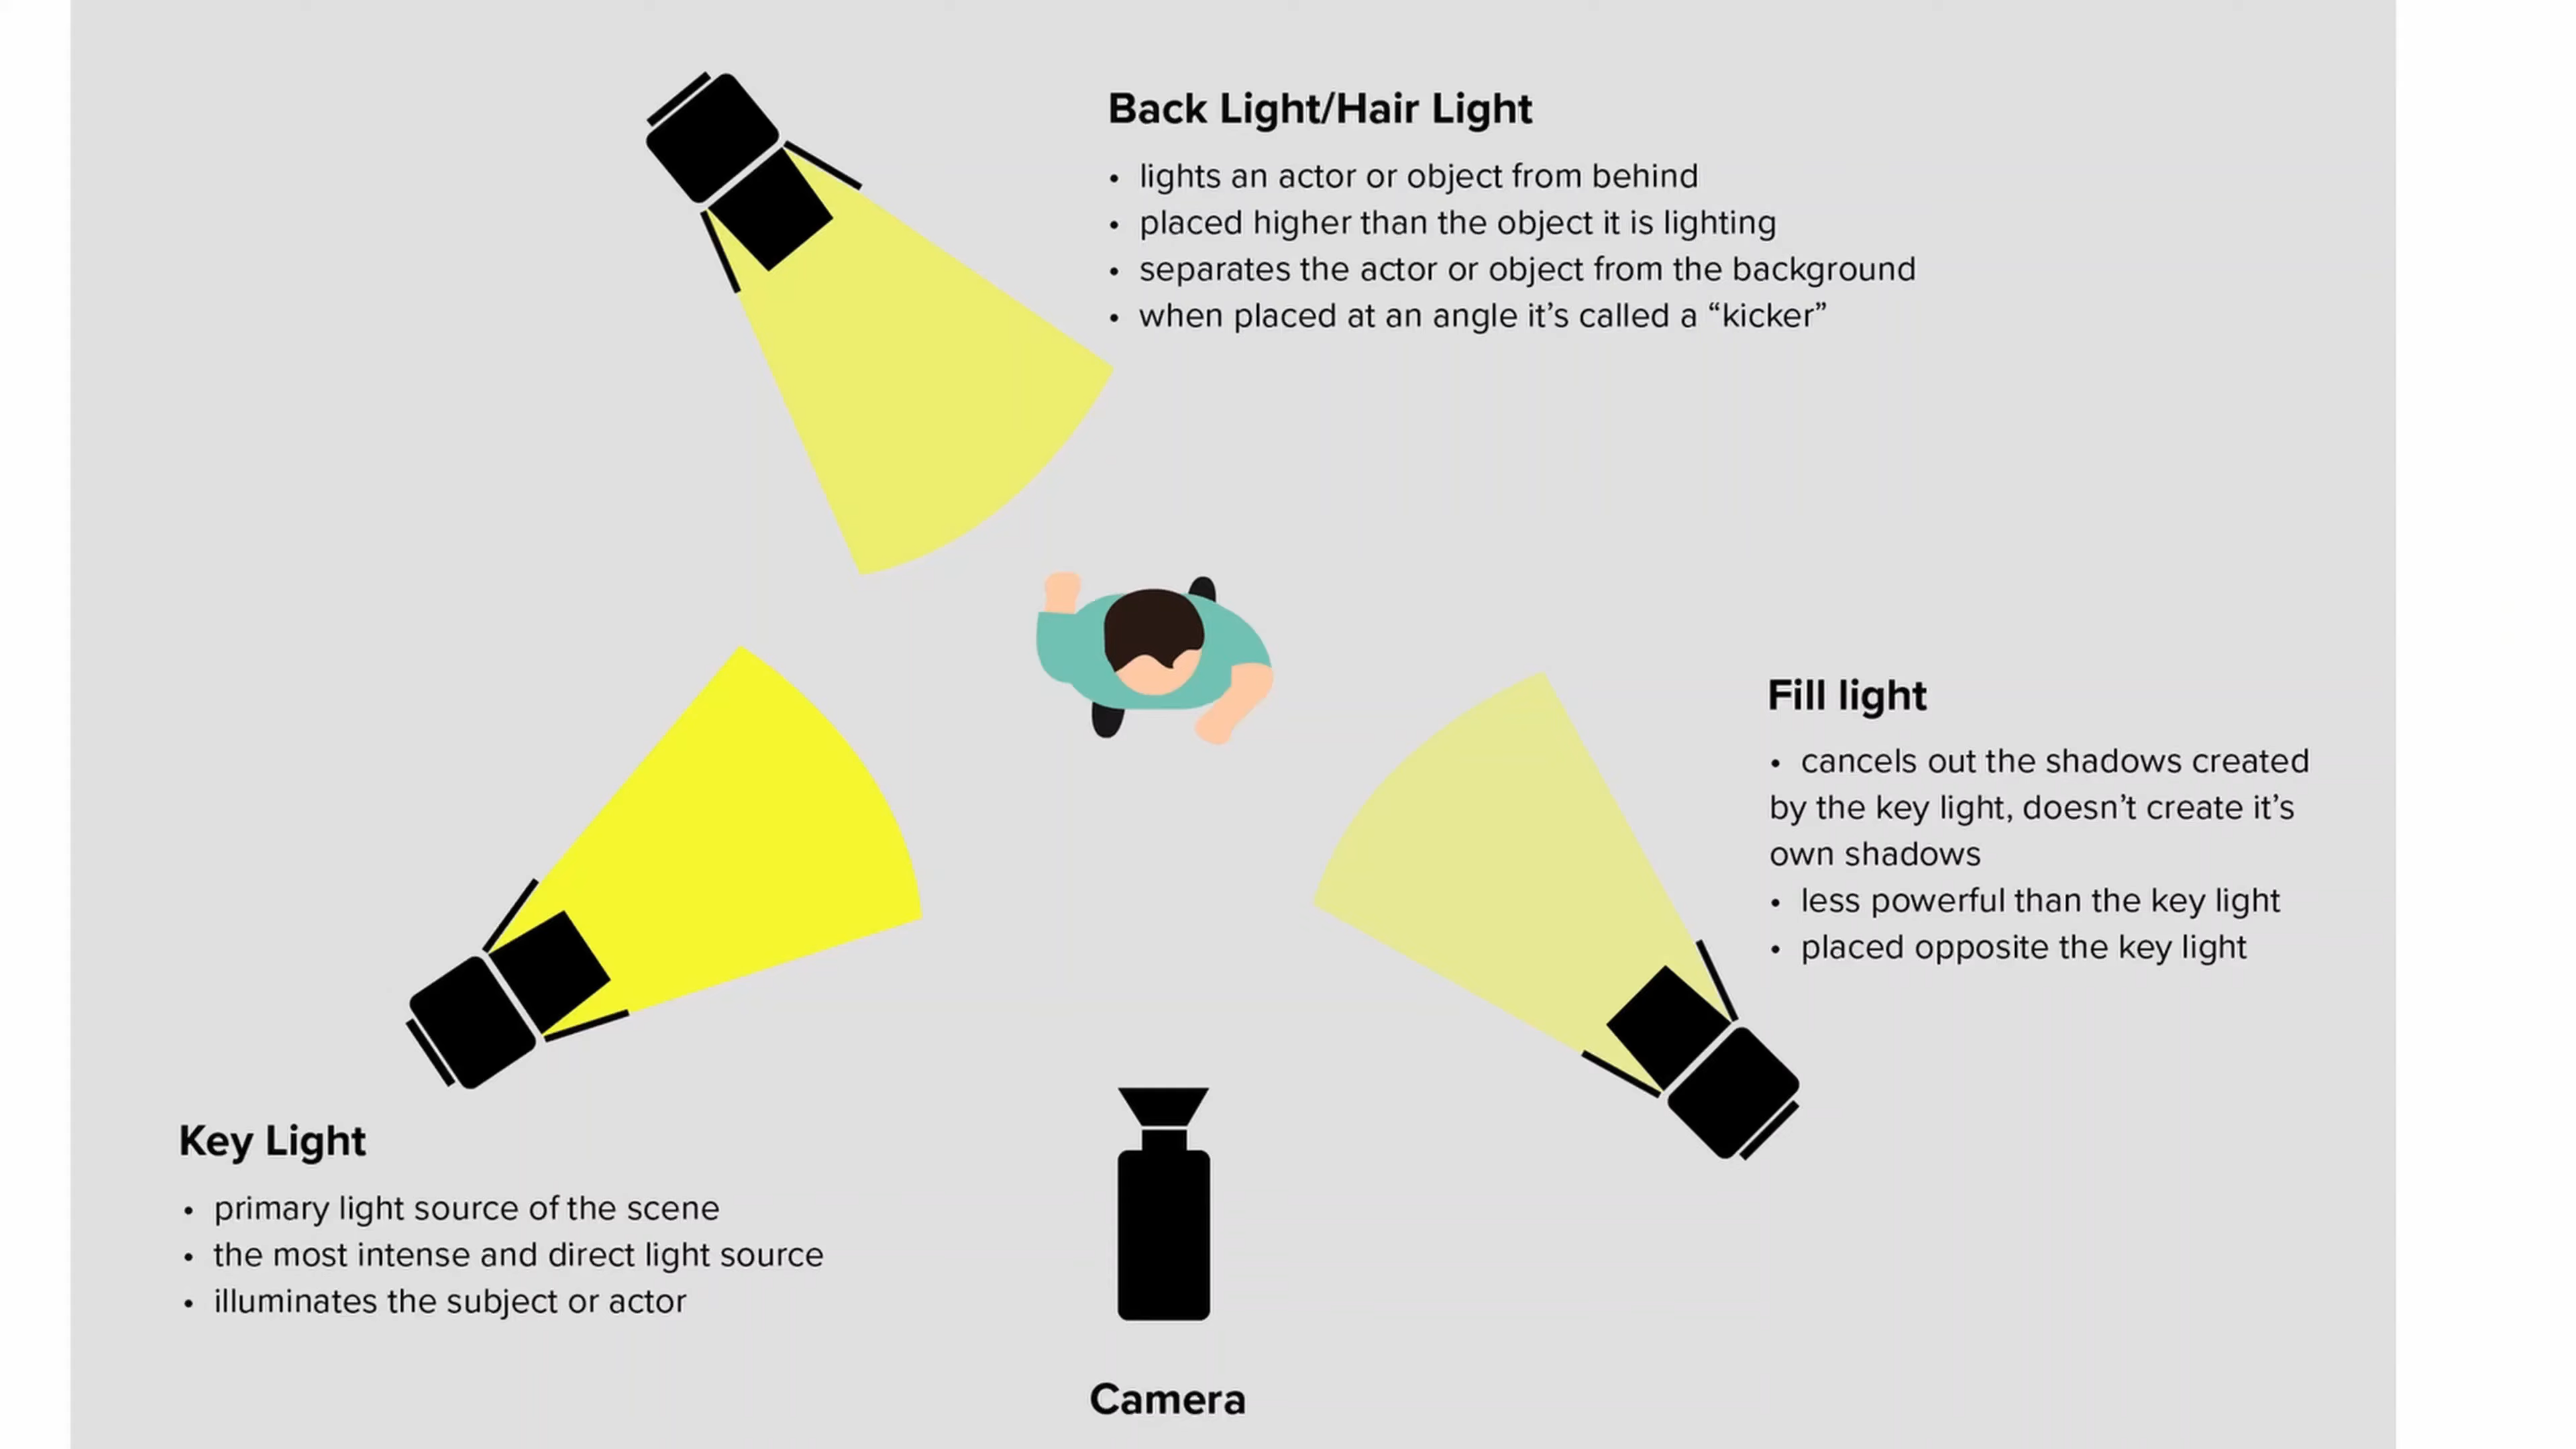 Back Light/Hair Light
• lights an actor or object from behind
• placed higher than the object it is lighting
• separates the actor or object from the background
• when placed at an angle it’s called a “kicker”
Fill light
• cancels out the shadows created
by the key light, doesn’t create it’s
own shadows
• less powerful than the key light
• placed opposite the key light
Key Light
• primary light source of the scene
• the most intense and direct light source
• illuminates the subject or actor
Camera